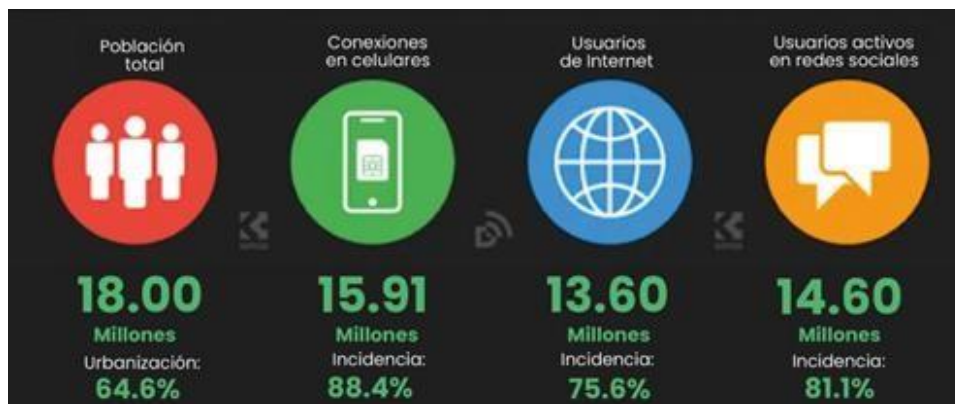 Población
total
18.00
Millones
Urbanización:
64.6%
Conexiones
en celulares
15.91
Millones
Incidencia:
88.4%
Usuarios
de Internet
13.60
Millones
Incidencia:
75.6%
Usuarios activos
en redes sociales
14.60
Millones
Incidencia:
81.1%